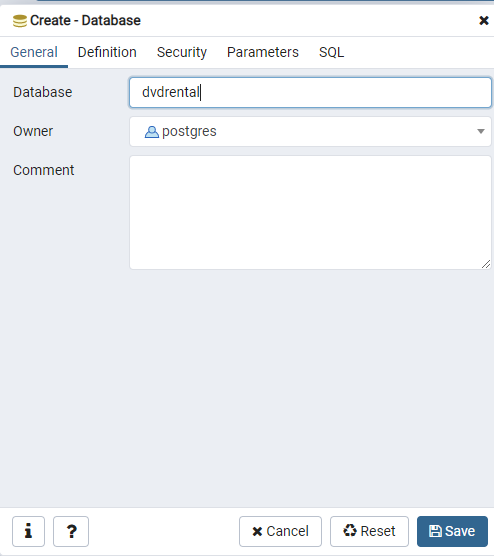 Create - Database
General Definition Security Parameters SQL
Database dvdrental
Owner postgres
Comment
i ? Cancel Reset Save